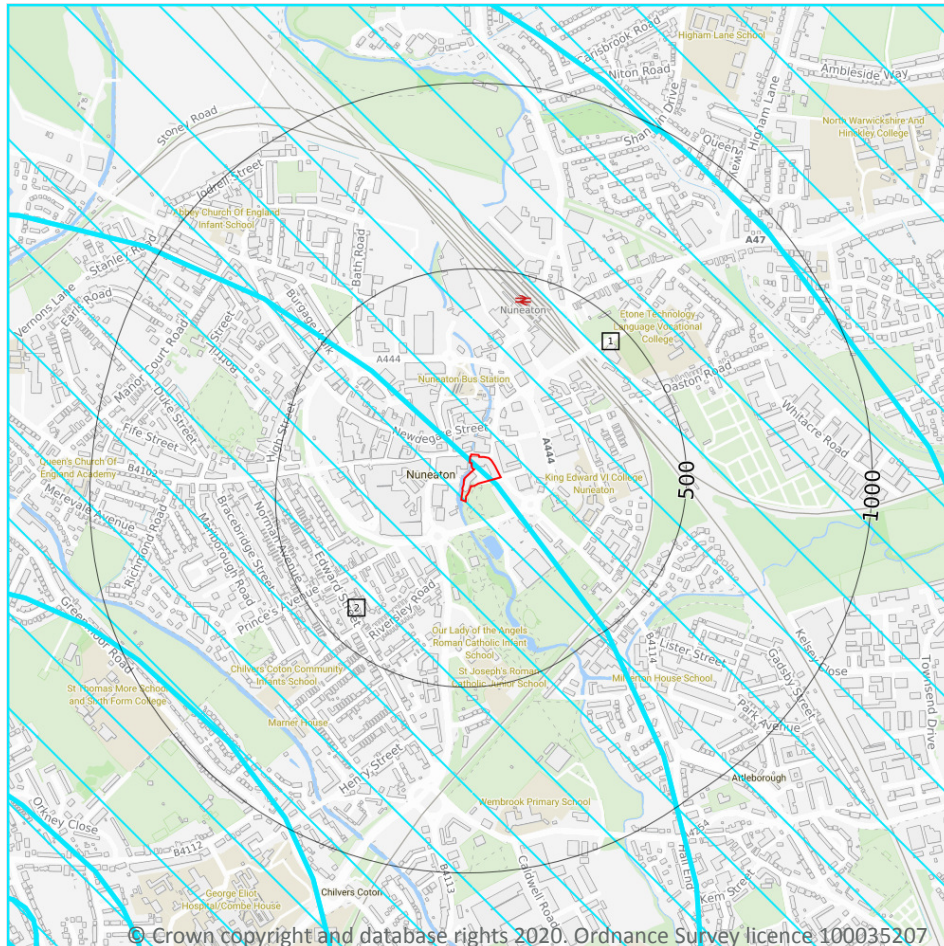 Carisbrook Road
Higham Lane School
Niton Road
Ambleside Way
Stoney Road
Higham Lane
North Warwickshire And
Hinckley College
Queensway
Jodrell Street
Abbey Church Of England
Infant School
Stanley Road
Bath Road
A47
Vernons Lane
Earls Road
Burgage Walk
Nuneaton
Etone Technology
Language Vocational
College
1
Manor Court Road
A444
Oaston Road
Nuneaton Bus Station
Duke Street
Whitacre Road
High Street
Newdegate Street
Fife Street
A444
B4102
Queen's Church Of
England Academy
Nuneaton
King Edward VI College
Nuneaton
500
1000
Merevale Avenue
Richmond Road
Marlborough Road
Bracebridge Street
Norman Avenue
Edward Street
Prince's Avenue
2
Riversley Road
Greenmoor Road
Our Lady of the Angels
Roman Catholic Infant
School
B4114
Lister Street
Kelsey Close
Gadsby Street
Townsend Drive
Chilvers Coton Community
Infants School
St Joseph's Roman
Catholic Junior School
Milverton House School
St Thomas More School
and Sixth Form College
Park Avenue
Marner House
Henry Street
Attleborough
Wembrook Primary School
Orkney Close
B4112
Hall End
Kem Street
Caldwell Road
B4113
George Eliot
Hospital/Combe House
Chilvers Coton
© Crown copyright and database rights 2020. Ordnance Survey licence 100035207